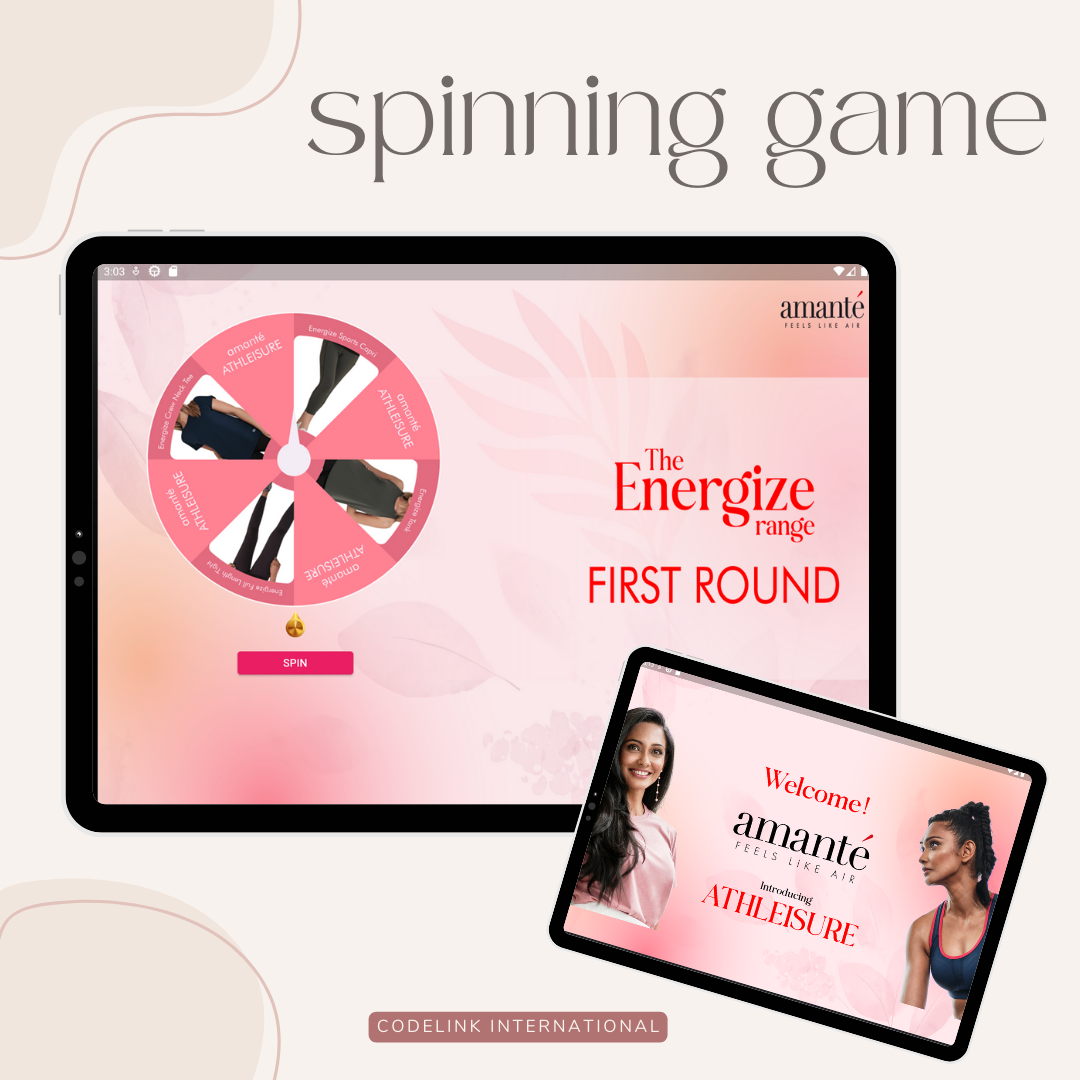 spinning game
3:03
amanté
FEELS LIKE AIR
Energize Sports Capri
amanté
ATHLEISURE
Energize Tank
amanté
ATHLEISURE
Energize Full Length Tight
amanté
ATHLEISURE
Energize Crew Neck Tee
amanté
ATHLEISURE
The
Energize
range
FIRST ROUND
SPIN
Welcome!
amanté
FEELS LIKE AIR
Introducing
ATHLEISURE
CODELINK INTERNATIONAL